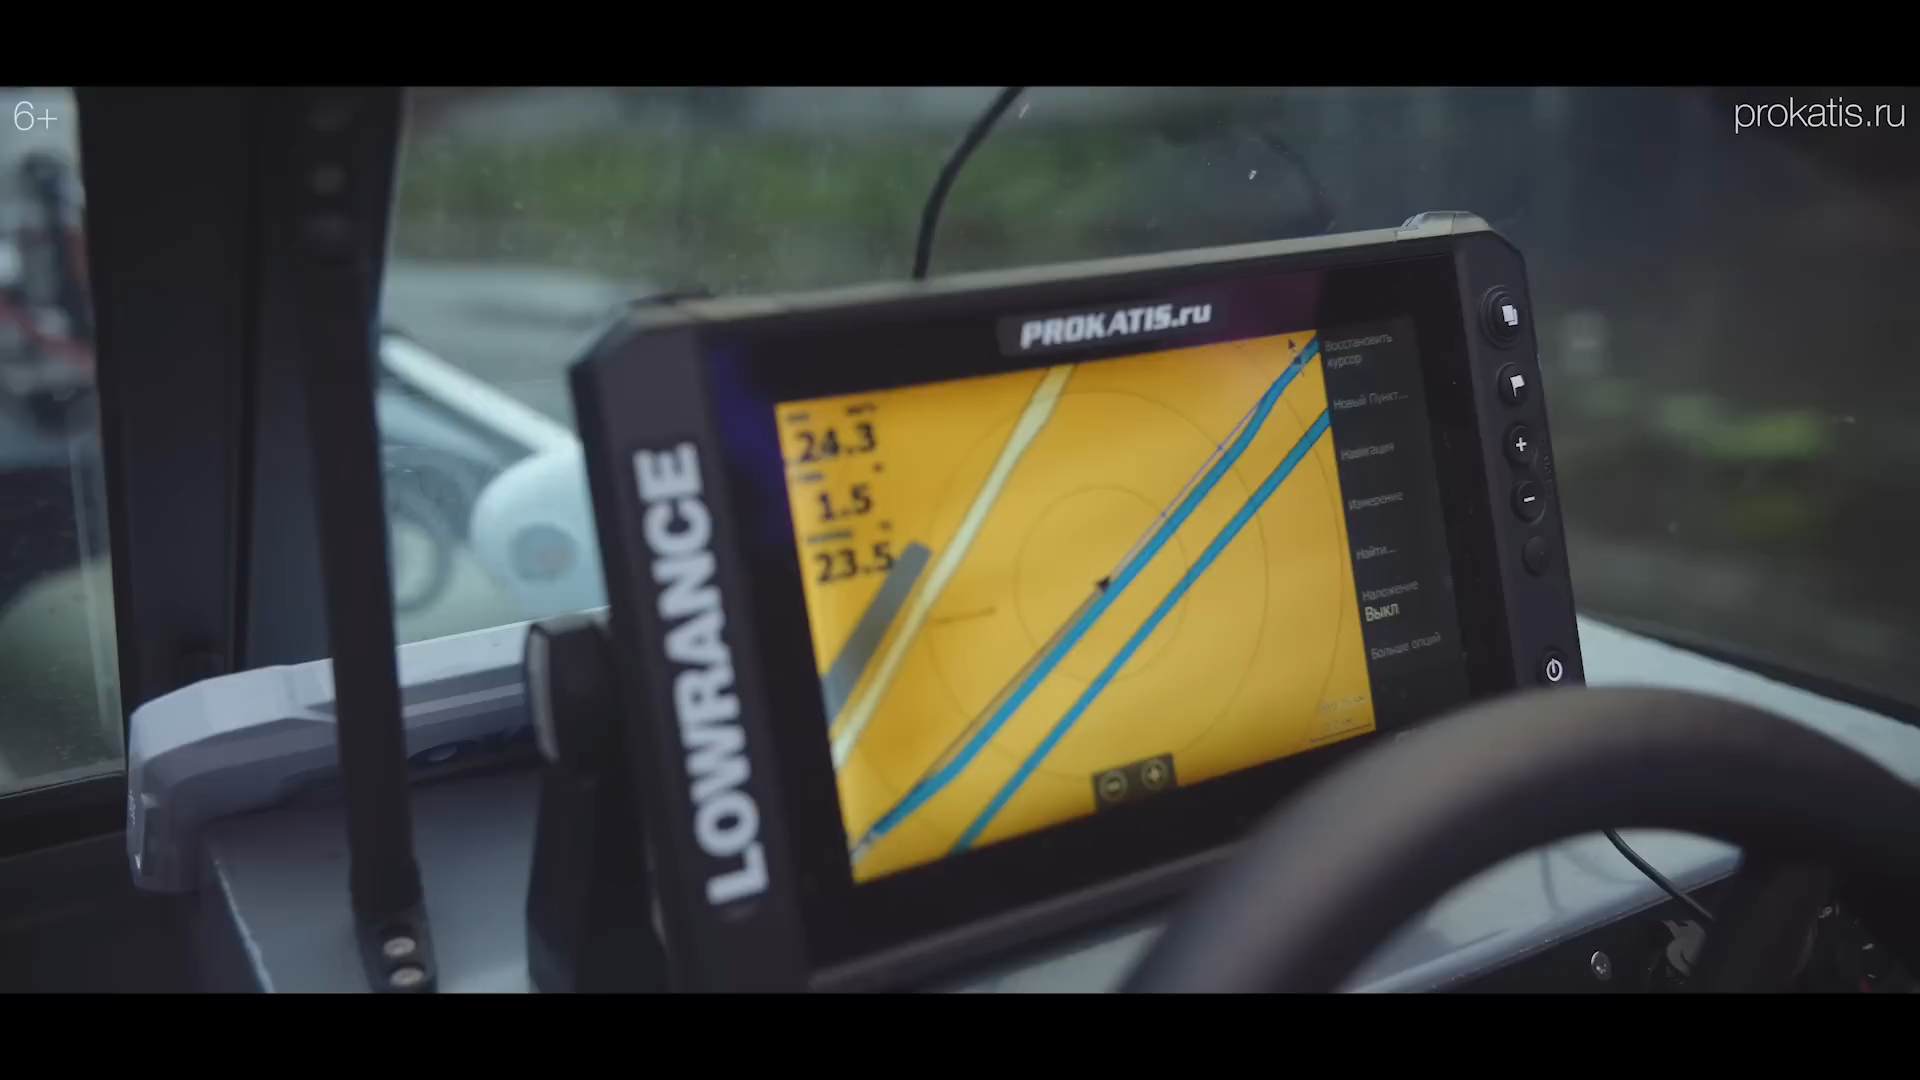 6+
prokatis.ru
PROKATIS.ru
LOWRANCE
24.3
1.5
23.5
Восстановить
курсор
Новый Пункт...
Навигация
Измерение
Найти...
Наложение
Выкл
Больше опций
UP